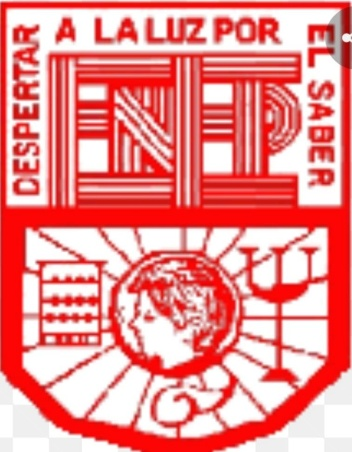 DESPERTAR
A LA LUZ POR
EL SABER
ENP